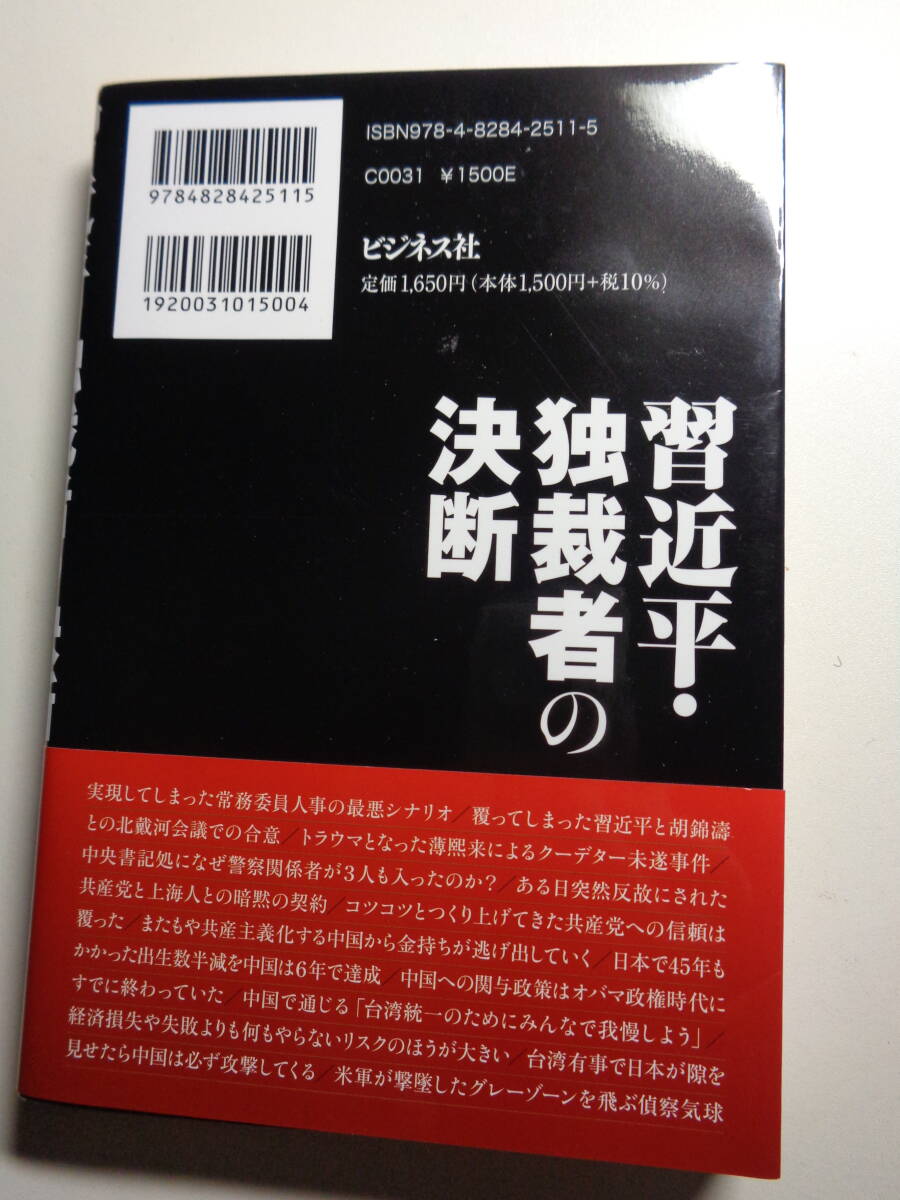 ISBN978-4-8284-2511-5
C0031 ¥1500E
9784828425115
1920031015004
ビジネス社
定価1,650円(本体1,500円+税10%)
習近平・
独裁者の
決断
実現してしまった常務委員人事の最悪シナリオ/覆ってしまった習近平と胡錦濤
との北戴河会議での合意/トラウマとなった薄熙来によるクーデター未遂事件/
中央書記処になぜ警察関係者が3人も入ったのか?/ある日突然反故にされた
共産党と上海人との暗黙の契約/コツコツとつくり上げてきた共産党への信頼は
覆った/またもや共産主義化する中国から金持ちが逃げ出していく/日本で45年も
かかった出生数半減を中国は6年で達成/中国への関与政策はオバマ政権時代に
すでに終わっていた/中国で通じる「台湾統一のためにみんなで我慢しよう」/
経済損失や失敗よりも何もやらないリスクのほうが大きい/台湾有事で日本が隙を
見せたら中国は必ず攻撃してくる/米軍が撃墜したグレーゾーンを飛ぶ偵察気球